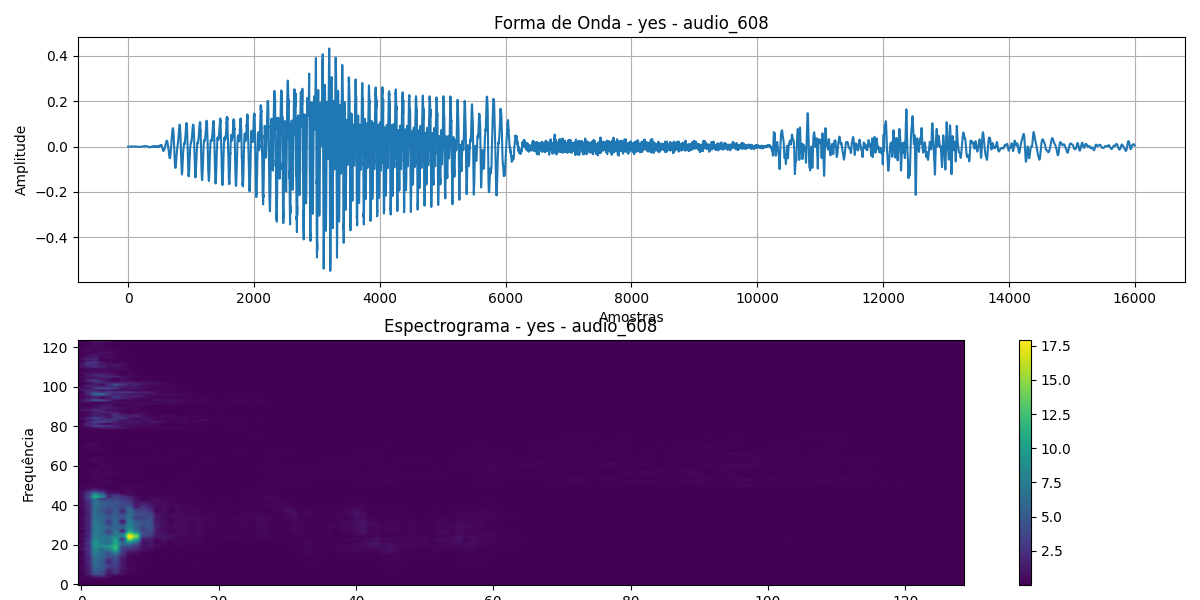 Forma de Onda - yes - audio_608
0.4
0.2
0.0
−0.2
−0.4
Amplitude
0 2000 4000 6000 8000 10000 12000 14000 16000
Amostras
Espectrograma - yes - audio_608
120
100
80
60
40
20
0
Frequência
0 20 40 60 80 100 120
17.5
15.0
12.5
10.0
7.5
5.0
2.5